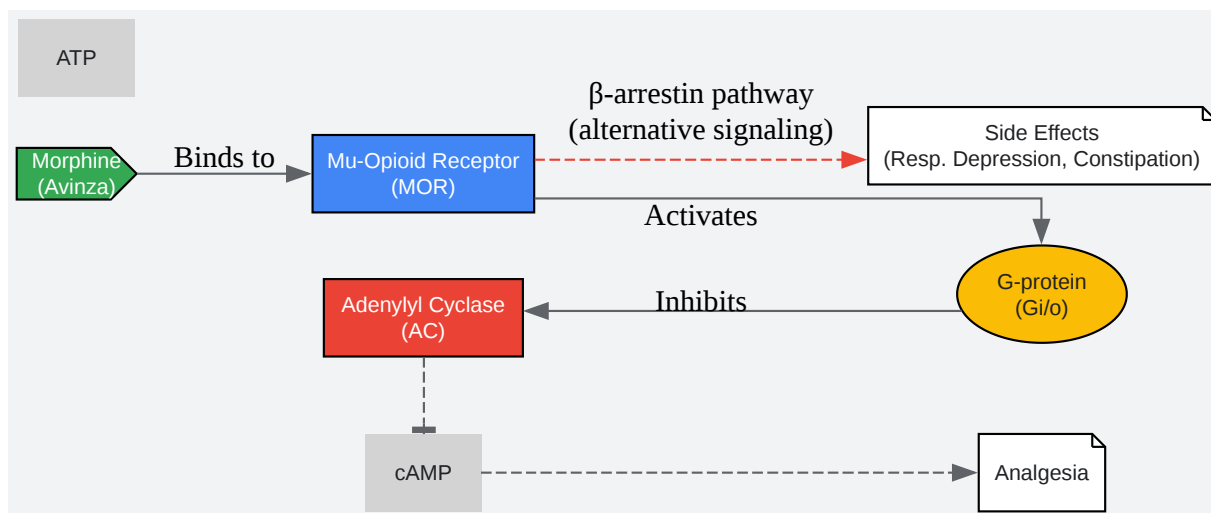 ATP
β-arrestin pathway
(alternative signaling)
Side Effects
(Resp. Depression, Constipation)
Morphine
(Avinza)
Binds to
Mu-Opioid Receptor
(MOR)
Activates
G-protein
(Gi/o)
Inhibits
Adenylyl Cyclase
(AC)
cAMP
Analgesia